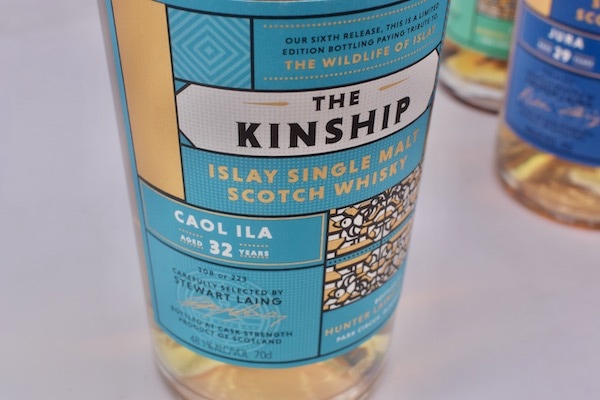 OUR SIXTH RELEASE, THIS IS A LIMITED
EDITION BOTTLING PAYING TRIBUTE TO
THE WILDLIFE OF ISLAY
THE
KINSHIP
ISLAY SINGLE MALT
SCOTCH WHISKY
CAOL ILA
AGED 32 YEARS
208 OF 223
CAREFULLY SELECTED BY
STEWART LAING
BOTTLED AT CASK STRENGTH
PRODUCT OF SCOTLAND
70cl
HUNTER
PARK CIRCUS,
JURA
29